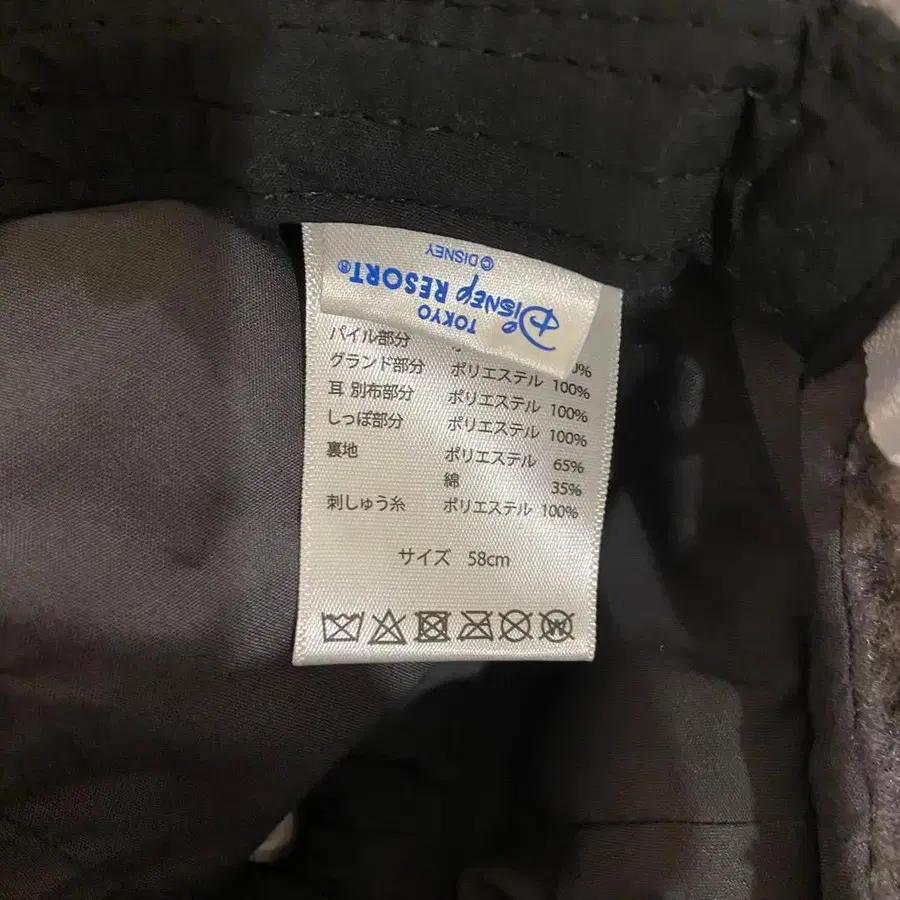 TOKYO
Disney RESORT®
© DISNEY
パイル部分 0%
グランド部分 ポリエステル 100%
耳 別布部分 ポリエステル 100%
しっぽ部分 ポリエステル 100%
裏地 ポリエステル 65%
綿 35%
刺しゅう糸 ポリエステル 100%
サイズ 58cm
W